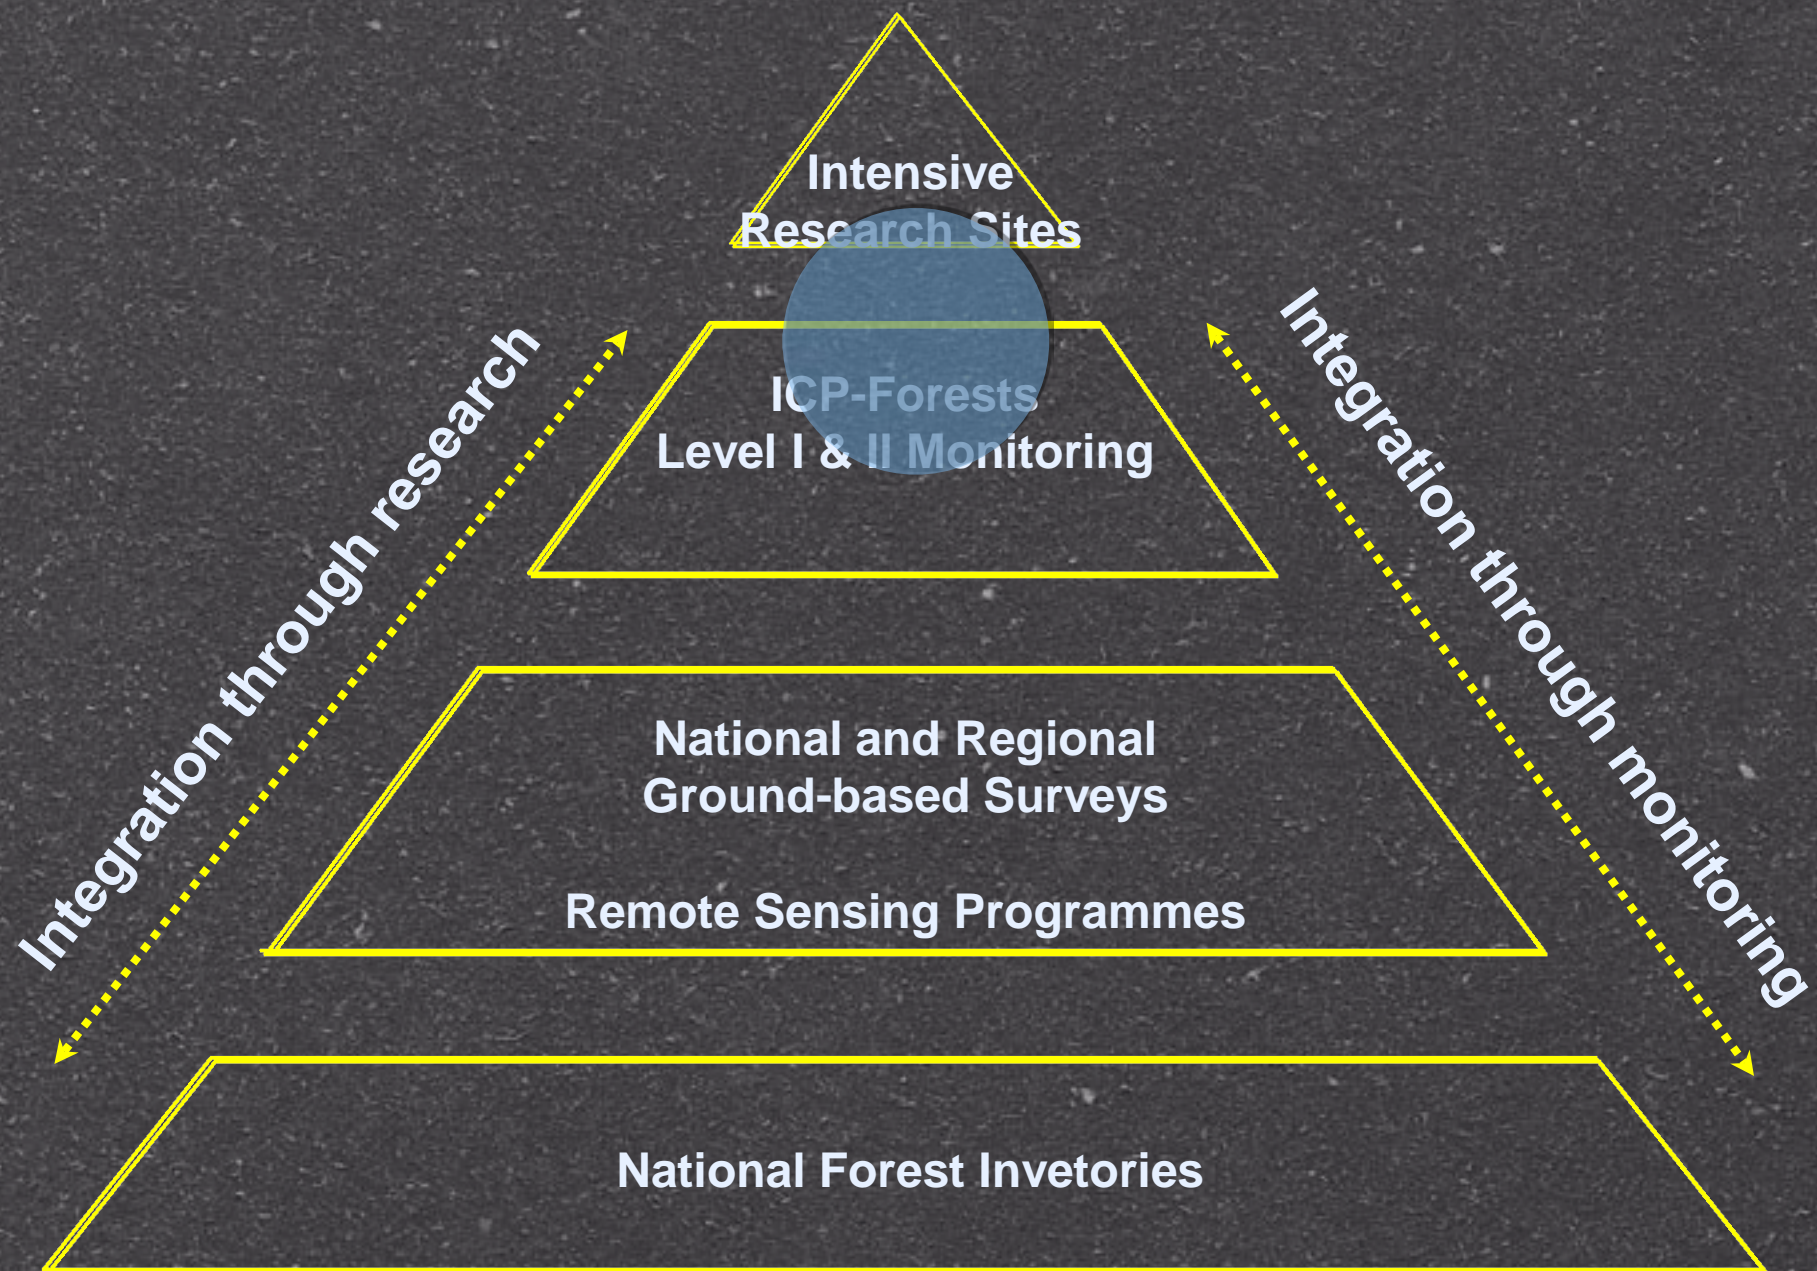 Intensive
Research Sites
ICP-Forests
Level I & II Monitoring
Integration through research
Integration through monitoring
National and Regional
Ground-based Surveys
Remote Sensing Programmes
National Forest Invetories